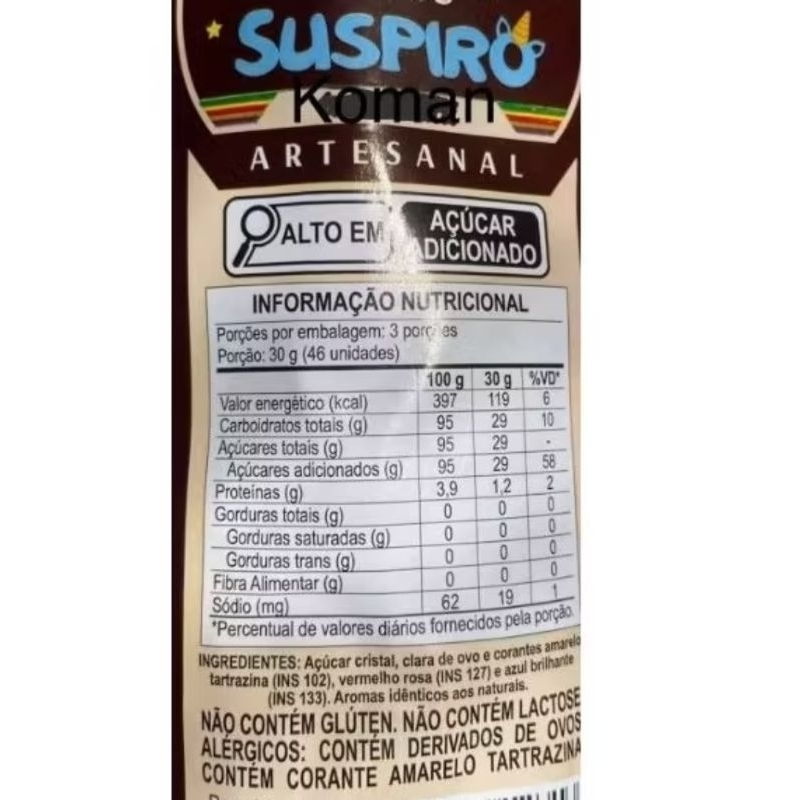 SUSPIRO
Koman
ARTESANAL
ALTO EM AÇÚCAR
ADICIONADO
INFORMAÇÃO NUTRICIONAL
Porções por embalagem: 3 porções
Porção: 30 g (46 unidades)
100 g 30 g %VD*
Valor energético (kcal) 397 119 6
Carboidratos totais (g) 95 29 10
Açúcares totais (g) 95 29 -
Açúcares adicionados (g) 95 29 58
Proteínas (g) 3,9 1,2 2
Gorduras totais (g) 0 0 0
Gorduras saturadas (g) 0 0 0
Gorduras trans (g) 0 0 0
Fibra Alimentar (g) 0 0 0
Sódio (mg) 62 19 1
*Percentual de valores diários fornecidos pela porção.
INGREDIENTES: Açúcar cristal, clara de ovo e corantes amarelo
tartrazina (INS 102), vermelho rosa (INS 127) e azul brilhante
(INS 133). Aromas idênticos aos naturais.
NÃO CONTÉM GLÚTEN. NÃO CONTÉM LACTOSE
ALÉRGICOS: CONTÉM DERIVADOS DE OVOS
CONTÉM CORANTE AMARELO TARTRAZINA